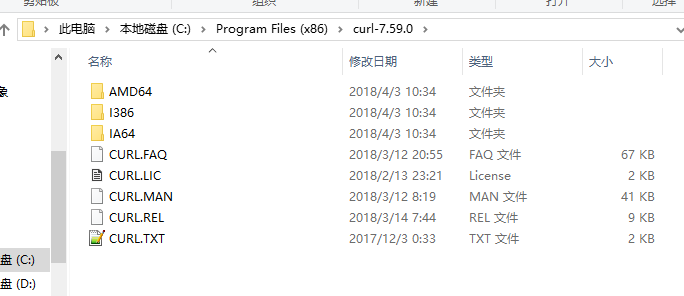 组织
新建
打开
选择
此电脑 本地磁盘 (C:) Program Files (x86) curl-7.59.0
名称 修改日期 类型 大小
AMD64 2018/4/3 10:34 文件夹
I386 2018/4/3 10:34 文件夹
IA64 2018/4/3 10:34 文件夹
CURL.FAQ 2018/3/12 20:55 FAQ 文件 67 KB
CURL.LIC 2018/2/13 23:21 License 2 KB
CURL.MAN 2018/3/12 8:19 MAN 文件 41 KB
CURL.REL 2018/3/14 7:44 REL 文件 9 KB
CURL.TXT 2017/12/3 0:33 TXT 文件 2 KB
象
盘 (C:)
盘 (D:)